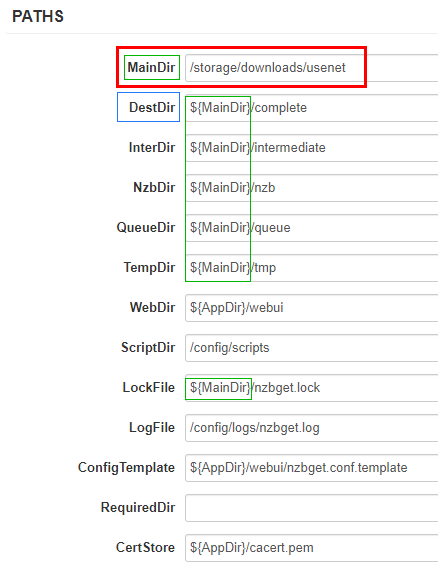 PATHS
MainDir /storage/downloads/usenet
DestDir ${MainDir}/complete
InterDir ${MainDir}/intermediate
NzbDir ${MainDir}/nzb
QueueDir ${MainDir}/queue
TempDir ${MainDir}/tmp
WebDir ${AppDir}/webui
ScriptDir /config/scripts
LockFile ${MainDir}/nzbget.lock
LogFile /config/logs/nzbget.log
ConfigTemplate ${AppDir}/webui/nzbget.conf.template
RequiredDir
CertStore ${AppDir}/cacert.pem